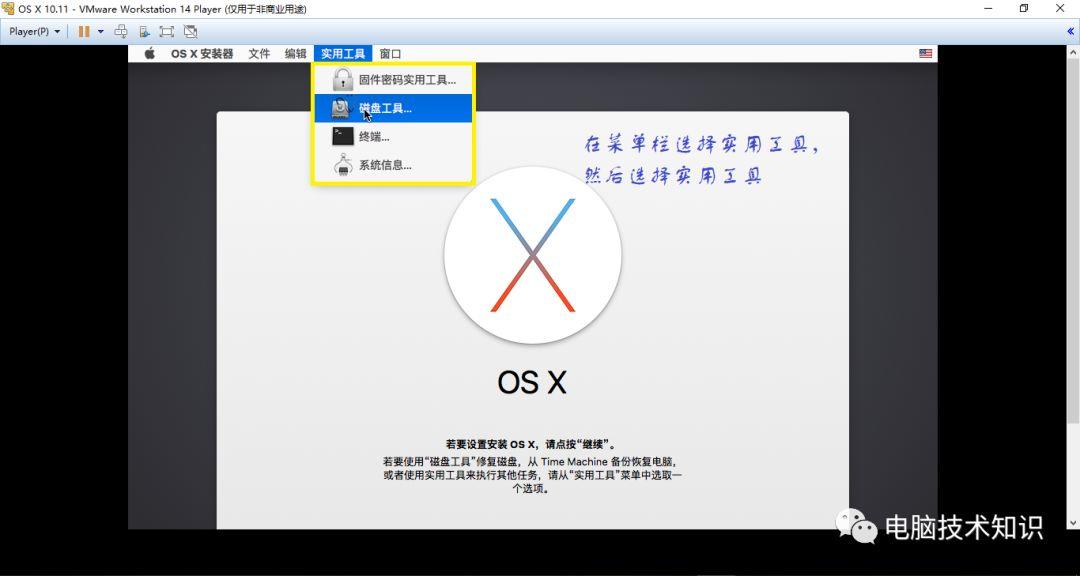 OS X 10.11 - VMware Workstation 14 Player (仅用于非商业用途)
Player(P)
OS X 安装器 文件 编辑 实用工具 窗口
固件密码实用工具...
磁盘工具...
终端...
系统信息...
在菜单栏选择实用工具，
然后选择实用工具
OS X
若要设置安装 OS X，请点按“继续”。
若要使用“磁盘工具”修复磁盘，从 Time Machine 备份恢复电脑，
或者使用实用工具来执行其他任务，请从“实用工具”菜单中选取一
个选项。
电脑技术知识